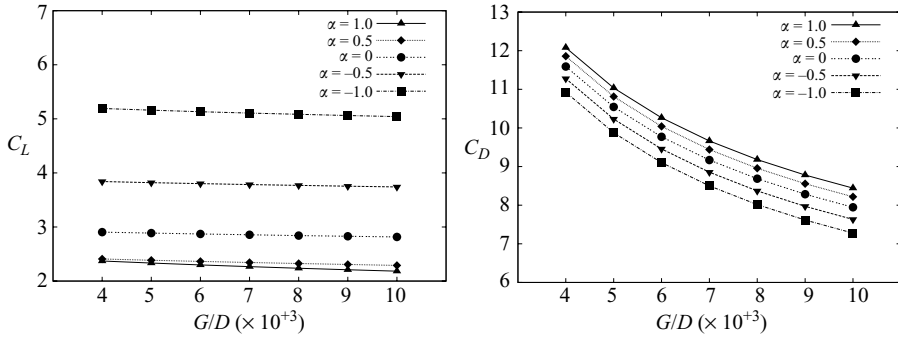 7
6
5
4
3
2
C_L
α = 1.0
α = 0.5
α = 0
α = –0.5
α = –1.0
4 5 6 7 8 9 10
G/D (× 10⁺³)
13
12
11
10
9
8
7
6
C_D
α = 1.0
α = 0.5
α = 0
α = –0.5
α = –1.0
4 5 6 7 8 9 10
G/D (× 10⁺³)